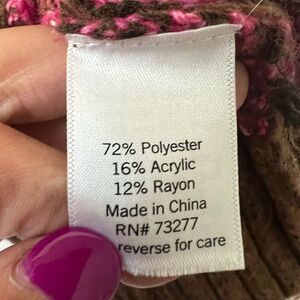 72% Polyester
16% Acrylic
12% Rayon
Made in China
RN# 73277
reverse for care